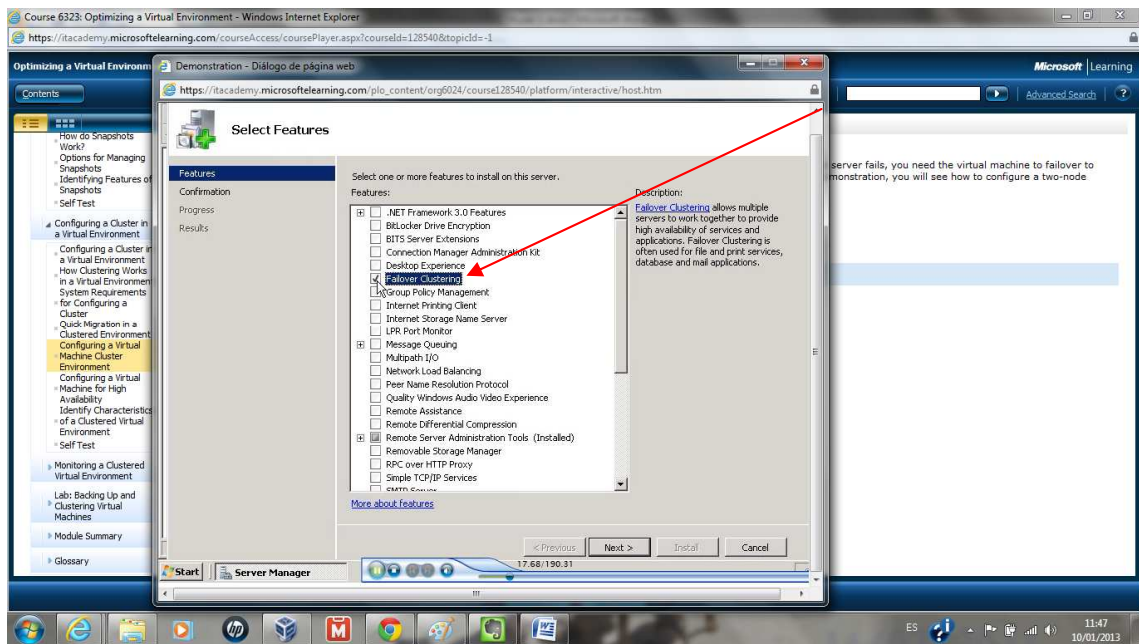 Course 6323: Optimizing a Virtual Environment - Windows Internet Explorer
https://itacademy.microsoftelearning.com/courseAccess/coursePlayer.aspx?courseId=128540&topicId=-1
Optimizing a Virtual Environm
Microsoft | Learning
Contents
Advanced Search
?
How do Snapshots
Work?
Options for Managing
Snapshots
Identifying Features of
Snapshots
Self Test
Configuring a Cluster in
a Virtual Environment
Configuring a Cluster in
a Virtual Environment
How Clustering Works
in a Virtual Environment
System Requirements
for Configuring a
Cluster
Quick Migration in a
Clustered Environment
Configuring a Virtual
Machine Cluster
Environment
Configuring a Virtual
Machine for High
Availability
Identify Characteristics
of a Clustered Virtual
Environment
Self Test
Monitoring a Clustered
Virtual Environment
Lab: Backing Up and
Clustering Virtual
Machines
Module Summary
Glossary
Demonstration - Diálogo de página web
https://itacademy.microsoftelearning.com/plo_content/org6024/course128540/platform/interactive/host.htm
Select Features
Features
Confirmation
Progress
Results
Select one or more features to install on this server.
Features:
.NET Framework 3.0 Features
BitLocker Drive Encryption
BITS Server Extensions
Connection Manager Administration Kit
Desktop Experience
Failover Clustering
Group Policy Management
Internet Printing Client
Internet Storage Name Server
LPR Port Monitor
Message Queuing
Multipath I/O
Network Load Balancing
Peer Name Resolution Protocol
Quality Windows Audio Video Experience
Remote Assistance
Remote Differential Compression
Remote Server Administration Tools (Installed)
Removable Storage Manager
RPC over HTTP Proxy
Simple TCP/IP Services
SMTP Server
More about features
Description:
Failover Clustering allows multiple
servers to work together to provide
high availability of services and
applications. Failover Clustering is
often used for file and print services,
database and mail applications.
< Previous
Next >
Install
Cancel
Start
Server Manager
17.68/190.31
server fails, you need the virtual machine to failover to
monstration, you will see how to configure a two-node
ES
11:47
10/01/2013